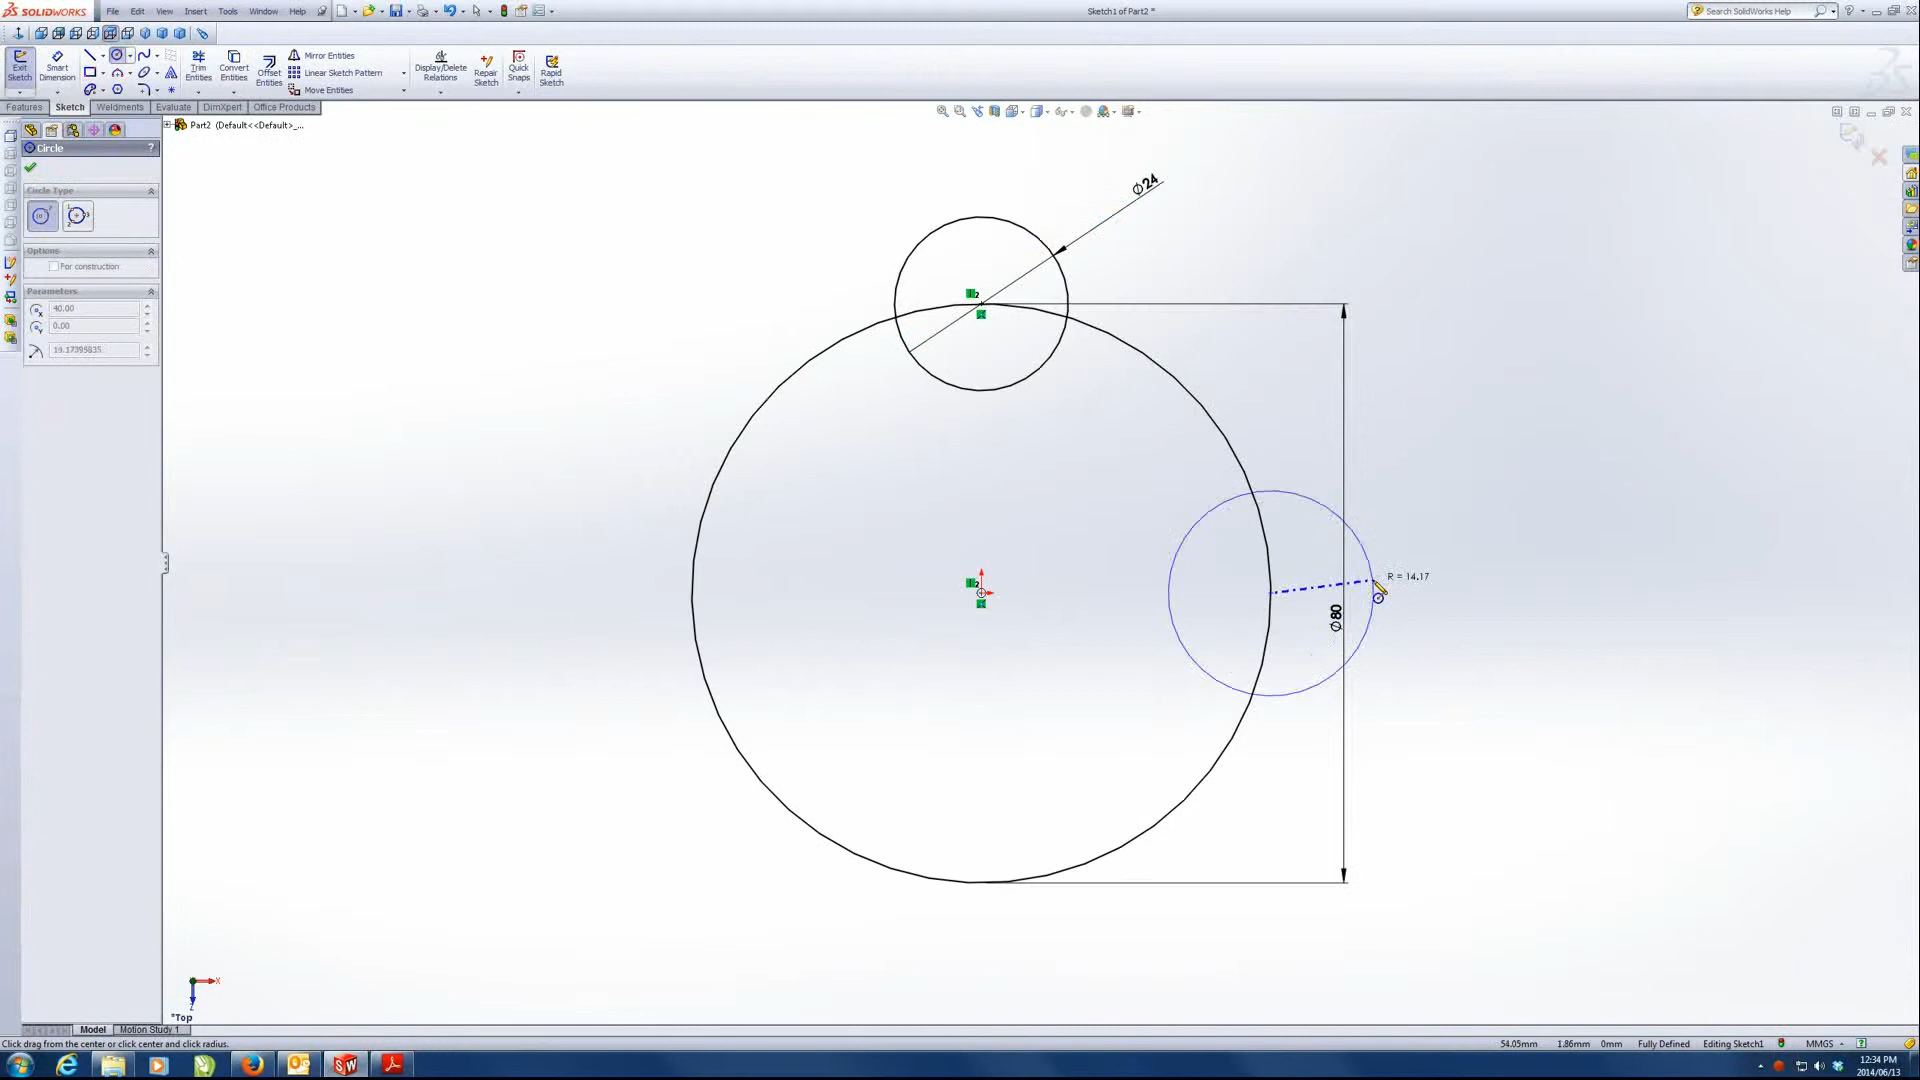 SOLIDWORKS File Edit View Insert Tools Window Help Sketch1 of Part2 * Search SolidWorks Help
Exit Sketch Smart Dimension Trim Entities Convert Entities Offset Entities Mirror Entities Linear Sketch Pattern Move Entities Display/Delete Relations Repair Sketch Quick Snaps Rapid Sketch
Features Sketch Weldments Evaluate DimXpert Office Products
Part2 (Default<<Default>_...
Circle ?
Circle Type
Options
For construction
Parameters
40.00
0.00
19.17395835
Ø24
R = 14.17
Ø80
X
Z
*Top
Model Motion Study 1
Click drag from the center or click center and click radius. 54.05mm 1.86mm 0mm Fully Defined Editing Sketch1 MMGS
12:34 PM
2014/06/13